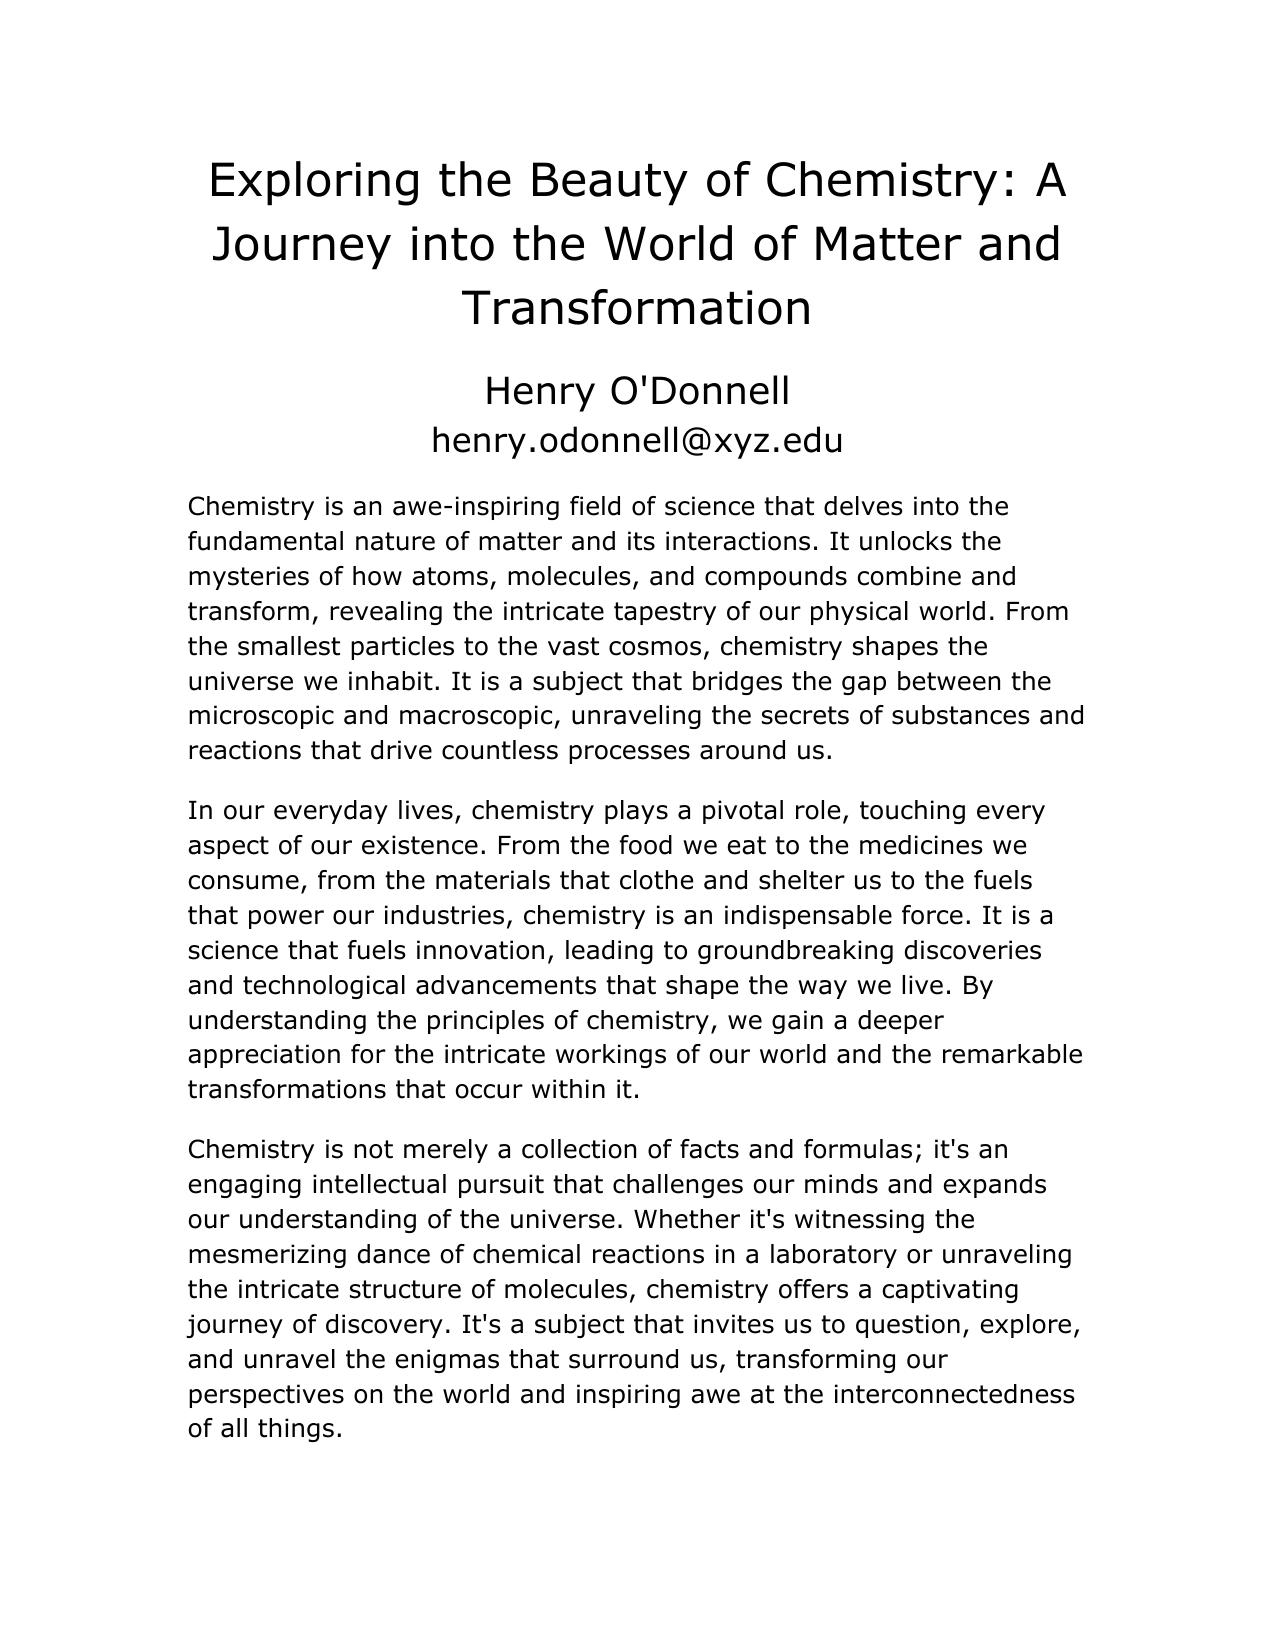 Exploring the Beauty of Chemistry: A
Journey into the World of Matter and
Transformation
Henry O'Donnell
henry.odonnell@xyz.edu
Chemistry is an awe-inspiring field of science that delves into the
fundamental nature of matter and its interactions. It unlocks the
mysteries of how atoms, molecules, and compounds combine and
transform, revealing the intricate tapestry of our physical world. From
the smallest particles to the vast cosmos, chemistry shapes the
universe we inhabit. It is a subject that bridges the gap between the
microscopic and macroscopic, unraveling the secrets of substances and
reactions that drive countless processes around us.
In our everyday lives, chemistry plays a pivotal role, touching every
aspect of our existence. From the food we eat to the medicines we
consume, from the materials that clothe and shelter us to the fuels
that power our industries, chemistry is an indispensable force. It is a
science that fuels innovation, leading to groundbreaking discoveries
and technological advancements that shape the way we live. By
understanding the principles of chemistry, we gain a deeper
appreciation for the intricate workings of our world and the remarkable
transformations that occur within it.
Chemistry is not merely a collection of facts and formulas; it's an
engaging intellectual pursuit that challenges our minds and expands
our understanding of the universe. Whether it's witnessing the
mesmerizing dance of chemical reactions in a laboratory or unraveling
the intricate structure of molecules, chemistry offers a captivating
journey of discovery. It's a subject that invites us to question, explore,
and unravel the enigmas that surround us, transforming our
perspectives on the world and inspiring awe at the interconnectedness
of all things.